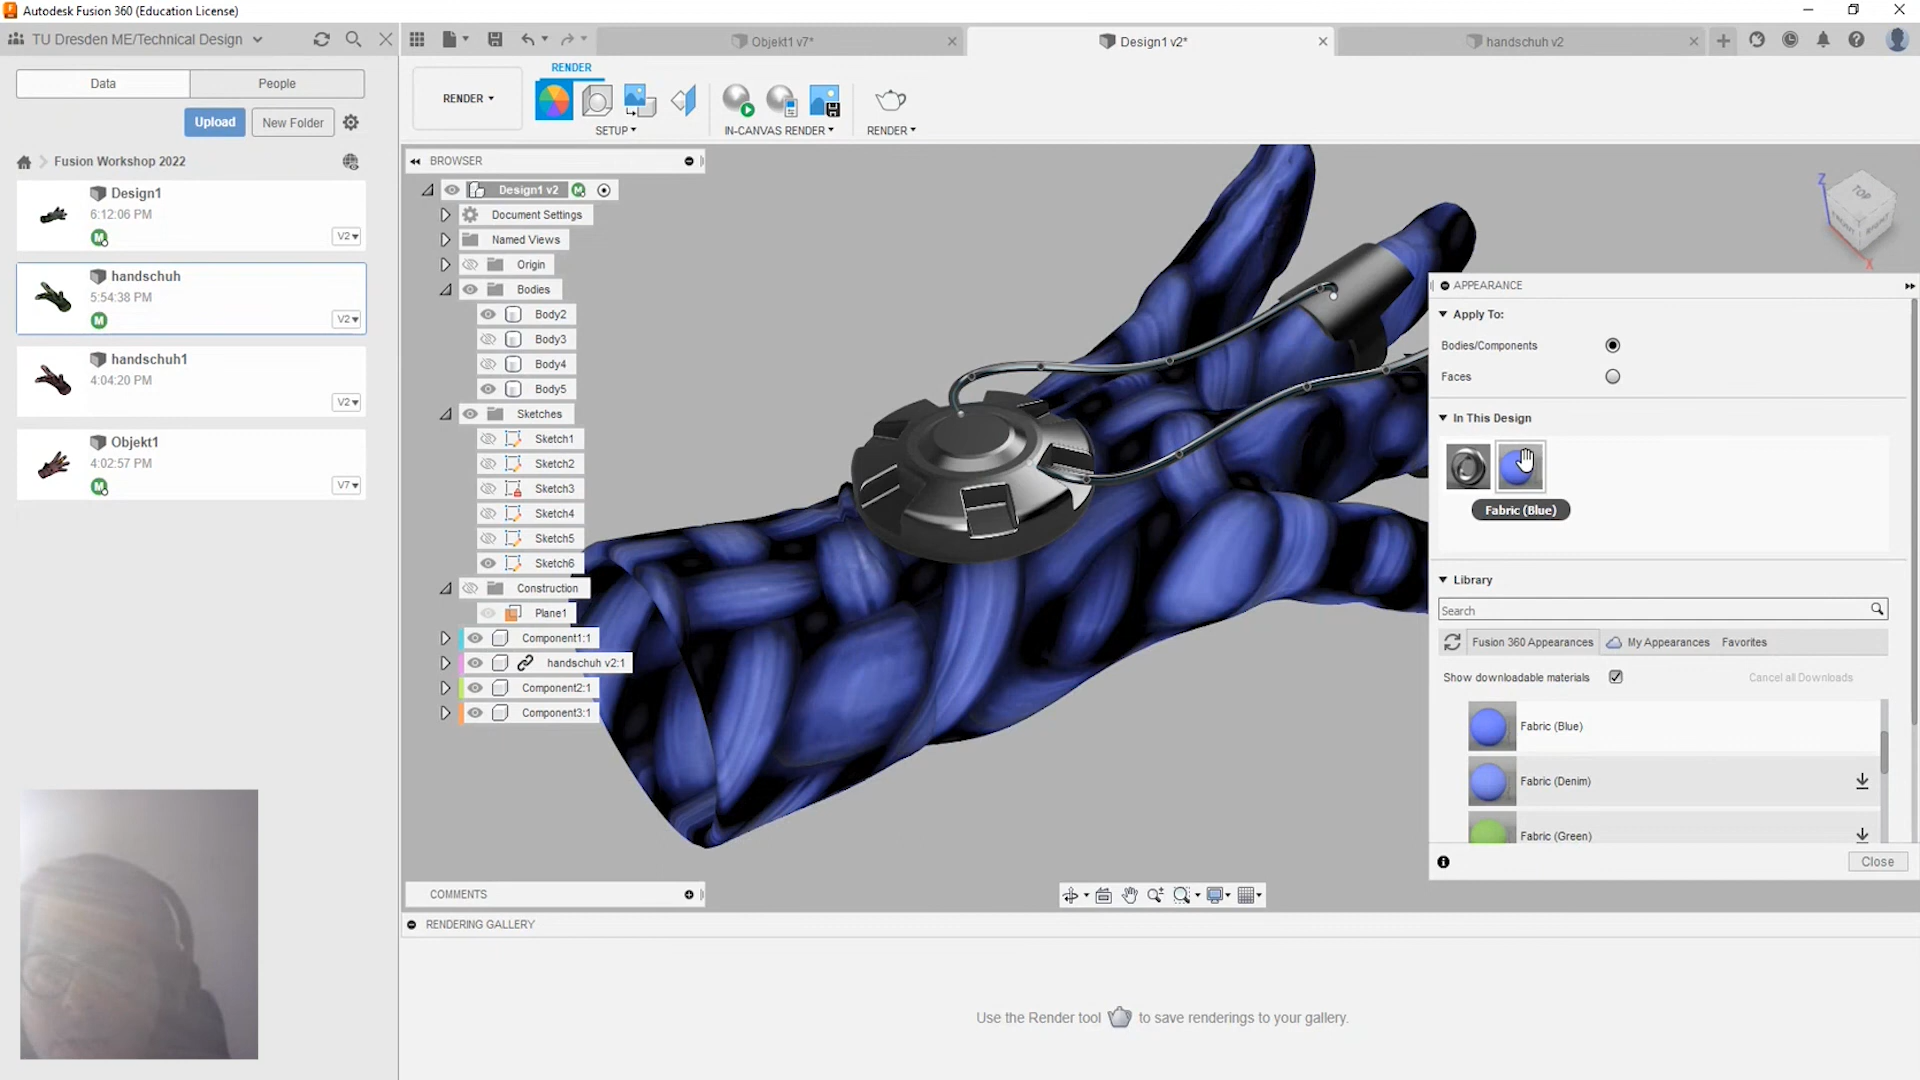 Autodesk Fusion 360 (Education License)
TU Dresden ME/Technical Design
Objekt1 v7*
Design1 v2*
handschuh v2
Data
People
Upload
New Folder
Fusion Workshop 2022
Design1
6:12:06 PM
V2
handschuh
5:54:38 PM
V2
handschuh1
4:04:20 PM
V2
Objekt1
4:02:57 PM
V7
RENDER
RENDER
SETUP
IN-CANVAS RENDER
RENDER
BROWSER
Design1 v2
Document Settings
Named Views
Origin
Bodies
Body2
Body3
Body4
Body5
Sketches
Sketch1
Sketch2
Sketch3
Sketch4
Sketch5
Sketch6
Construction
Plane1
Component1:1
handschuh v2:1
Component2:1
Component3:1
Z
TOP
FRONT
RIGHT
X
APPEARANCE
Apply To:
Bodies/Components
Faces
In This Design
Fabric (Blue)
Library
Search
Fusion 360 Appearances
My Appearances
Favorites
Show downloadable materials
Cancel all Downloads
Fabric (Blue)
Fabric (Denim)
Fabric (Green)
Close
COMMENTS
RENDERING GALLERY
Use the Render tool to save renderings to your gallery.